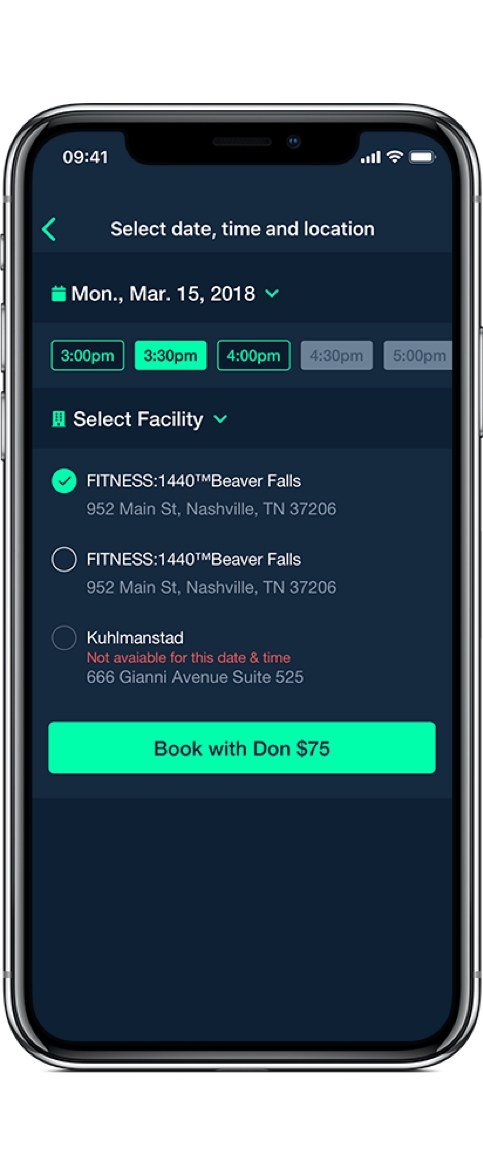 09:41
Select date, time and location
Mon., Mar. 15, 2018
3:00pm 3:30pm 4:00pm 4:30pm 5:00pm
Select Facility
FITNESS:1440™Beaver Falls
952 Main St, Nashville, TN 37206
FITNESS:1440™Beaver Falls
952 Main St, Nashville, TN 37206
Kuhlmanstad
Not avaiable for this date & time
666 Gianni Avenue Suite 525
Book with Don $75